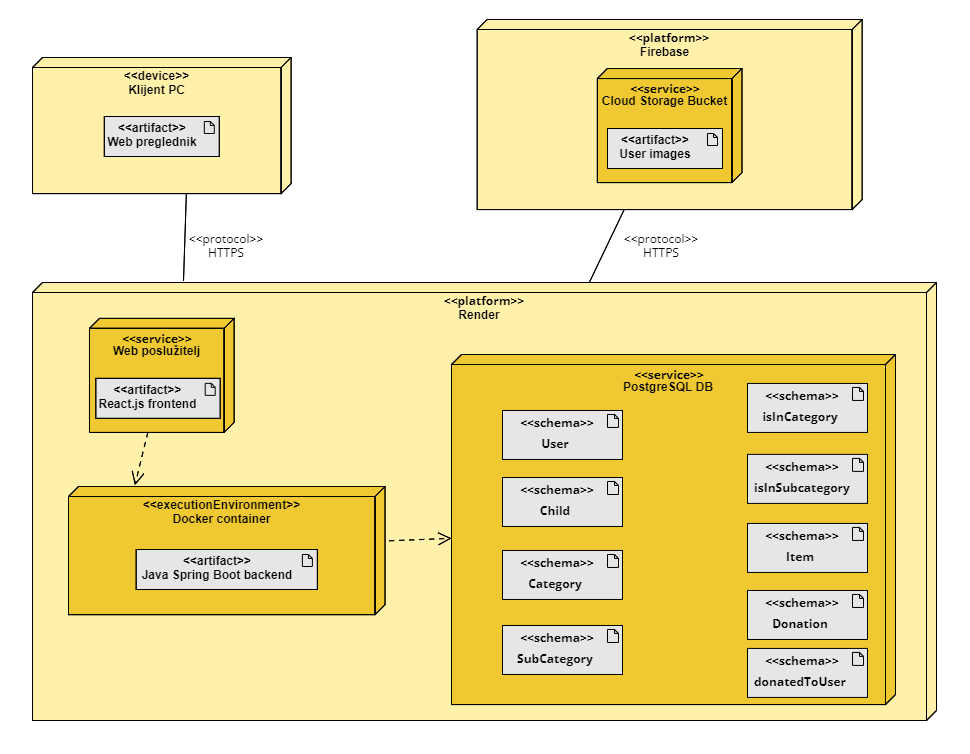 <<device>>
Klijent PC
<<artifact>>
Web preglednik
<<platform>>
Firebase
<<service>>
Cloud Storage Bucket
<<artifact>>
User images
<<protocol>>
HTTPS
<<protocol>>
HTTPS
<<platform>>
Render
<<service>>
Web poslužitelj
<<artifact>>
React.js frontend
<<executionEnvironment>>
Docker container
<<artifact>>
Java Spring Boot backend
<<service>>
PostgreSQL DB
<<schema>>
User
<<schema>>
Child
<<schema>>
Category
<<schema>>
SubCategory
<<schema>>
isInCategory
<<schema>>
isInSubcategory
<<schema>>
Item
<<schema>>
Donation
<<schema>>
donatedToUser